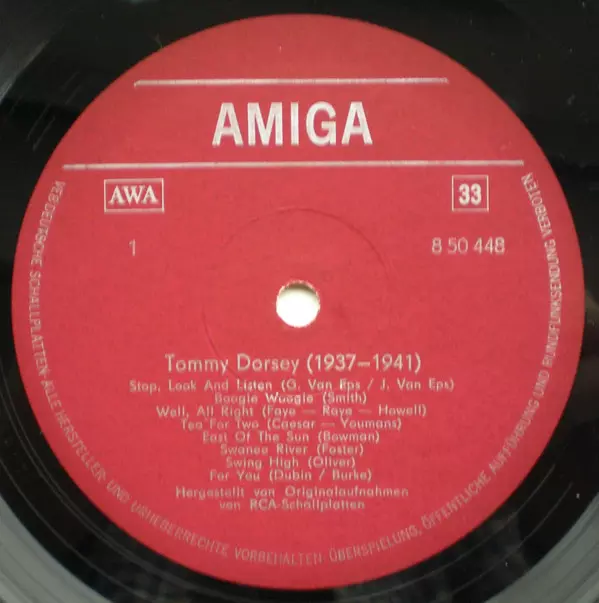 AMIGA
AWA
33
1
8 50 448
Tommy Dorsey (1937–1941)
Stop, Look And Listen (G. Van Eps / J. Van Eps)
Boogie Woogie (Smith)
Well, All Right (Faye – Raye – Howell)
Tea For Two (Caesar – Youmans)
East Of The Sun (Bowman)
Swanee River (Foster)
Swing High (Oliver)
For You (Dubin / Burke)
Hergestellt von Originalaufnahmen
von RCA-Schallplatten
VEB DEUTSCHE SCHALLPLATTEN · ALLE HERSTELLER- UND URHEBERRECHTE VORBEHALTEN · ÜBERSPIELUNG, ÖFFENTLICHE AUFFÜHRUNG UND RUNDFUNKSENDUNG VERBOTEN